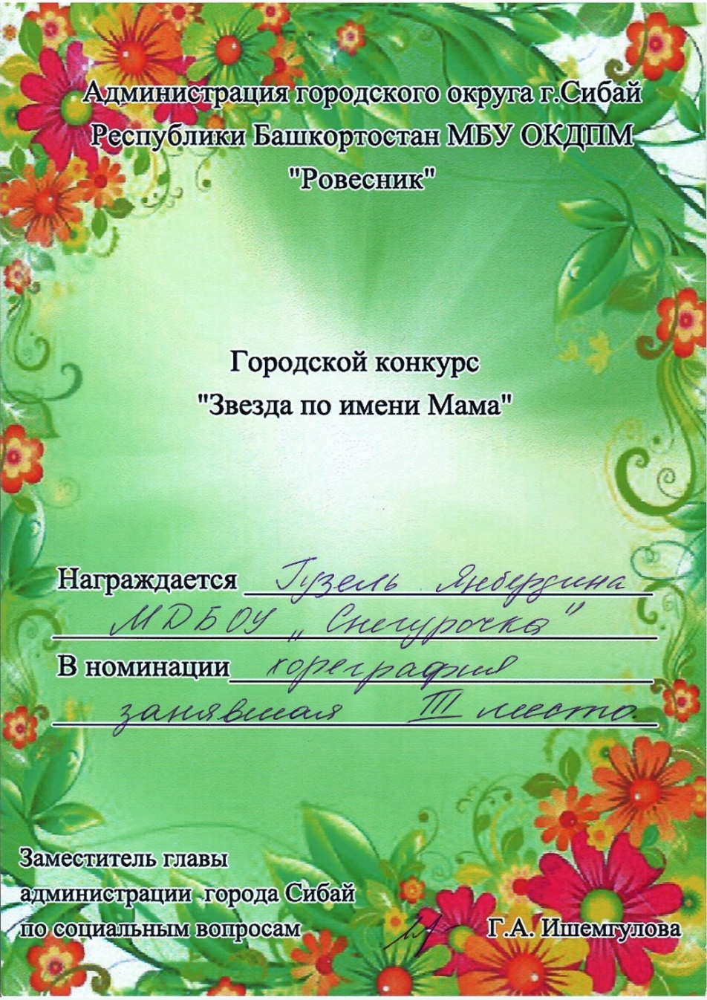 Администрация городского округа г.Сибай
Республики Башкортостан МБУ ОКДПМ
"Ровесник"
Городской конкурс
"Звезда по имени Мама"
Награждается Гузель Янбердина
МДБОУ „Снегурочка"
В номинации хореграфия
занявшая III место.
Заместитель главы
администрации города Сибай
по социальным вопросам Г.А. Ишемгулова